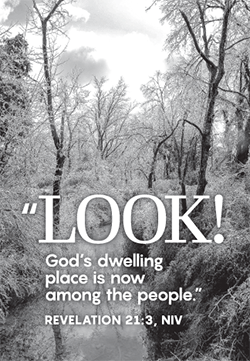 “LOOK!
God’s dwelling
place is now
among the people.”
REVELATION 21:3, NIV